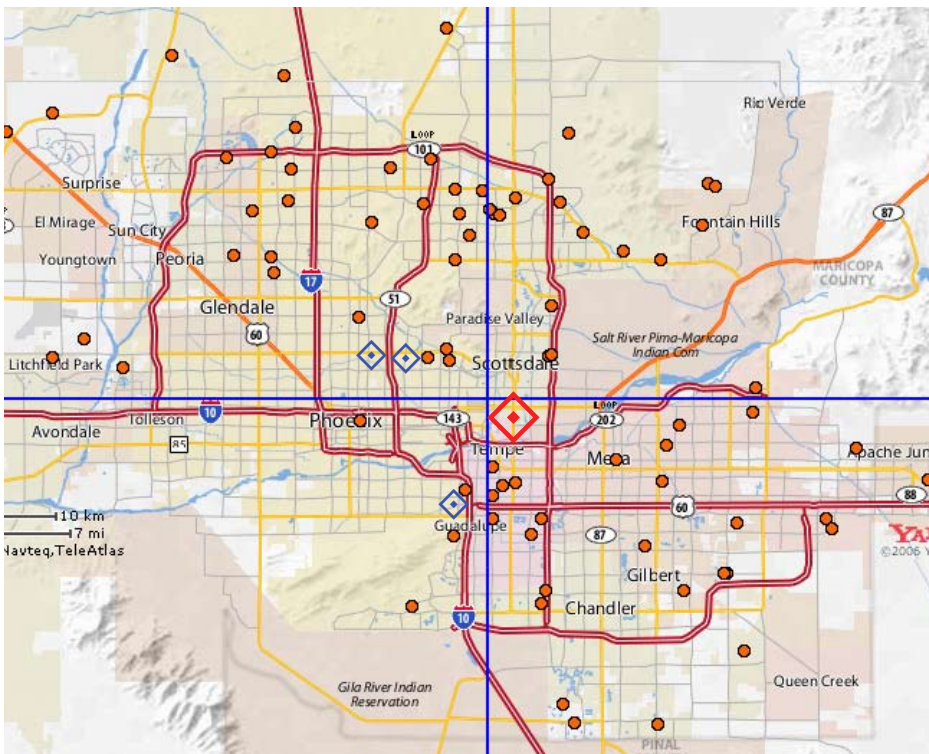 Rio Verde
LOOP
101
Surprise
87
El Mirage
Fountain Hills
Sun City
Youngtown
Peoria
MARICOPA
COUNTY
17
51
Glendale
Paradise Valley
60
Salt River Pima-Maricopa
Indian Com
Litchfield Park
Scottsdale
LOOP
10
143
202
Tolleson
Phoenix
Avondale
85
Tempe
Mesa
Apache Jun
88
60
10 km
Guadalupe
7 mi
87
YA
Navteq,TeleAtlas
©2006 Y
Gilbert
Chandler
10
Gila River Indian
Reservation
Queen Creek
PINAL